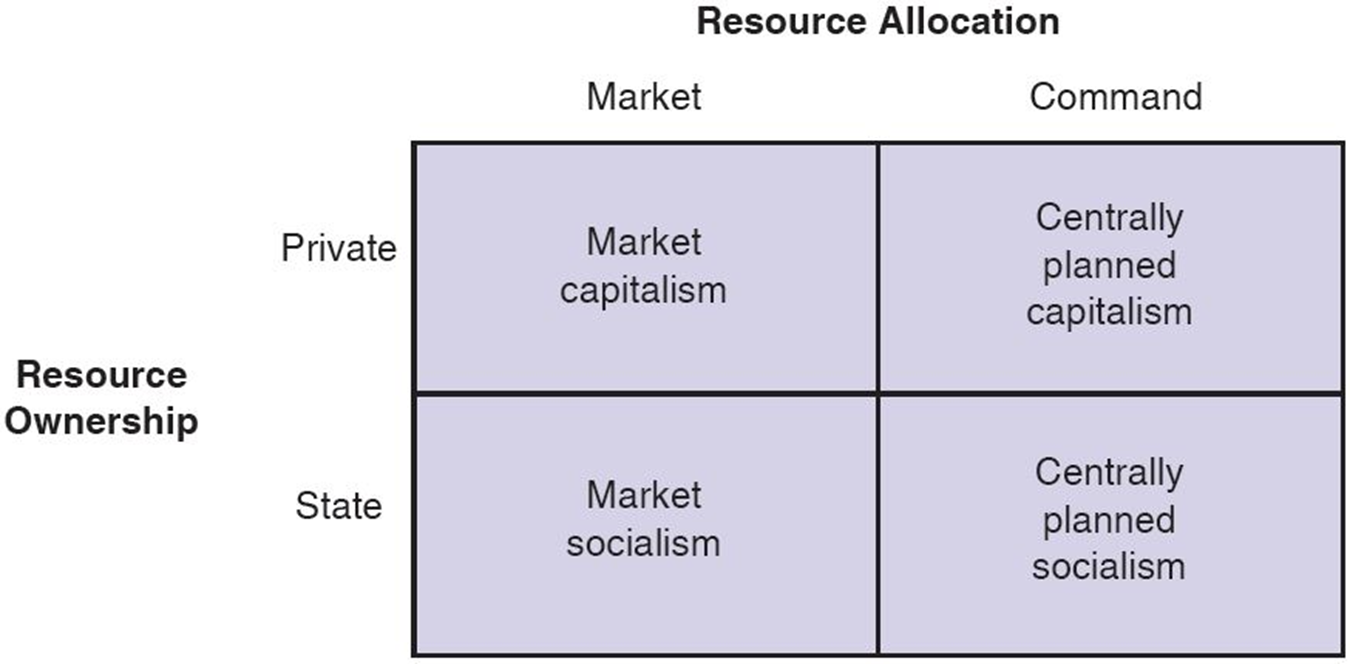 Resource Allocation
Market
Command
Private
Market
capitalism
Centrally
planned
capitalism
Resource
Ownership
State
Market
socialism
Centrally
planned
socialism